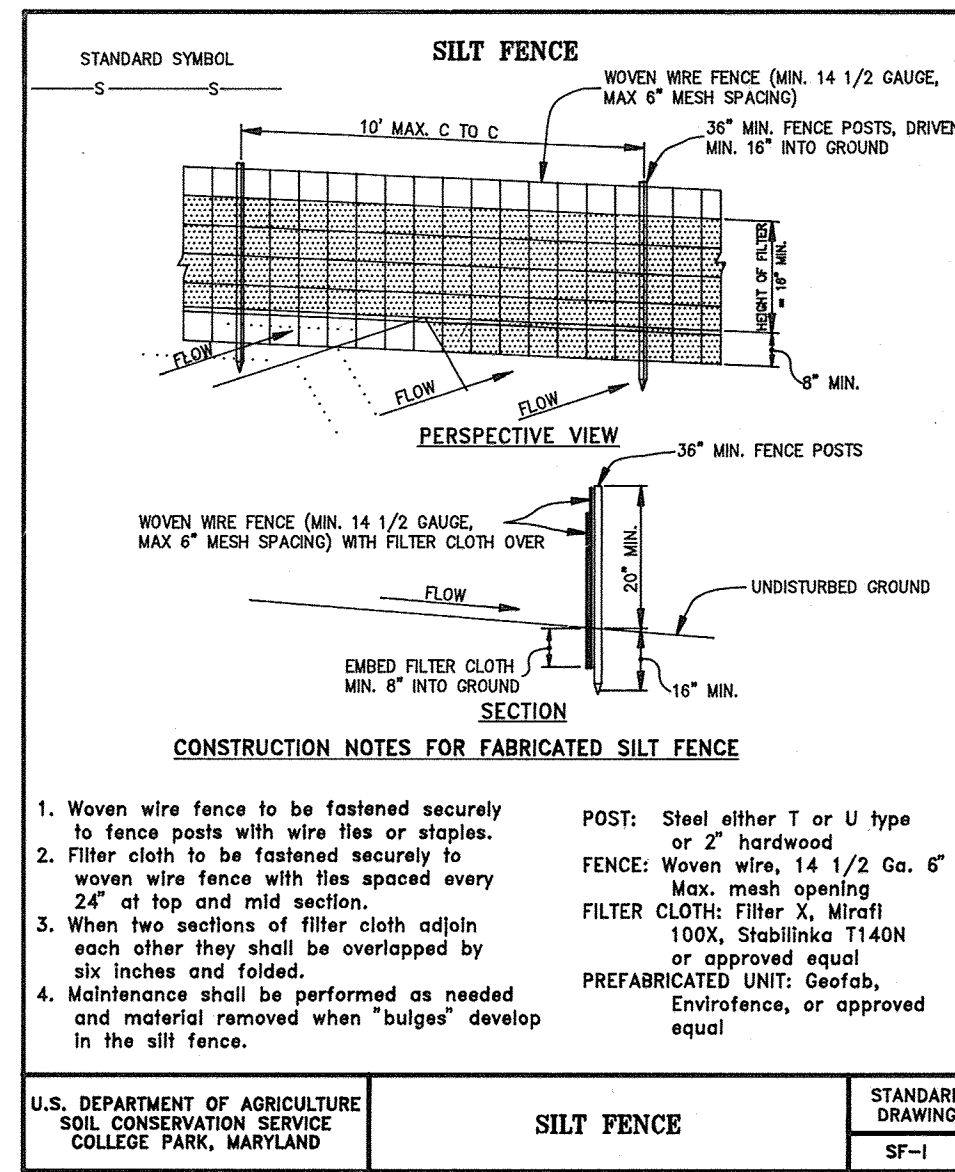 SILT FENCE
STANDARD SYMBOL
S S
WOVEN WIRE FENCE (MIN. 14 1/2 GAUGE,
MAX 6" MESH SPACING)
10' MAX. C TO C
36" MIN. FENCE POSTS, DRIVEN
MIN. 16" INTO GROUND
HEIGHT OF FILTER
= 16" MIN.
8" MIN.
FLOW
FLOW
FLOW
PERSPECTIVE VIEW
36" MIN. FENCE POSTS
WOVEN WIRE FENCE (MIN. 14 1/2 GAUGE,
MAX 6" MESH SPACING) WITH FILTER CLOTH OVER
20" MIN.
FLOW
UNDISTURBED GROUND
EMBED FILTER CLOTH
MIN. 8" INTO GROUND
16" MIN.
SECTION
CONSTRUCTION NOTES FOR FABRICATED SILT FENCE
1. Woven wire fence to be fastened securely
to fence posts with wire ties or staples.
2. Filter cloth to be fastened securely to
woven wire fence with ties spaced every
24" at top and mid section.
3. When two sections of filter cloth adjoin
each other they shall be overlapped by
six inches and folded.
4. Maintenance shall be performed as needed
and material removed when "bulges" develop
in the silt fence.
POST: Steel either T or U type
or 2" hardwood
FENCE: Woven wire, 14 1/2 Ga. 6"
Max. mesh opening
FILTER CLOTH: Filter X, Mirafi
100X, Stabilinka T140N
or approved equal
PREFABRICATED UNIT: Geofab,
Envirofence, or approved
equal
U.S. DEPARTMENT OF AGRICULTURE
SOIL CONSERVATION SERVICE
COLLEGE PARK, MARYLAND
SILT FENCE
STANDARD
DRAWING
SF-1